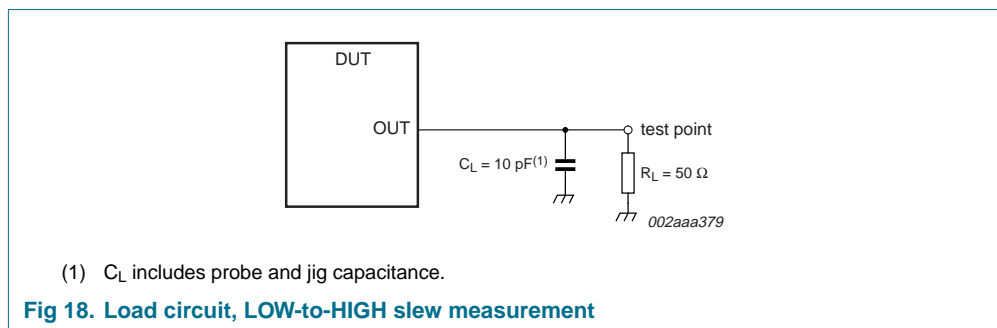 DUT
OUT
test point
C_L = 10 pF(1)
R_L = 50 Ω
002aaa379
(1) C_L includes probe and jig capacitance.
Fig 18. Load circuit, LOW-to-HIGH slew measurement